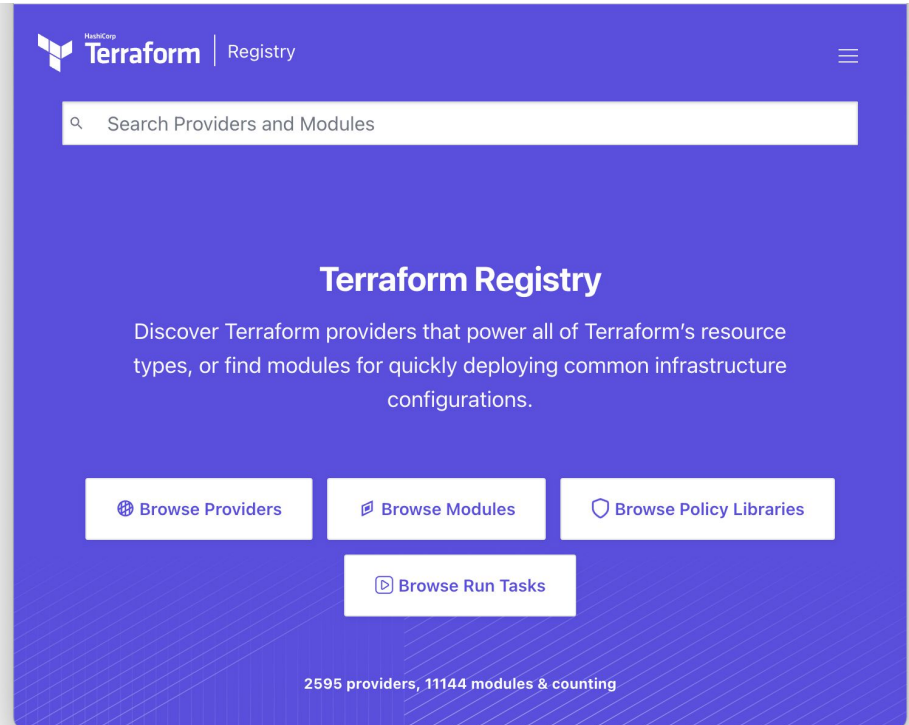 HashiCorp
Terraform
Registry
Search Providers and Modules
Terraform Registry
Discover Terraform providers that power all of Terraform’s resource
types, or find modules for quickly deploying common infrastructure
configurations.
Browse Providers
Browse Modules
Browse Policy Libraries
Browse Run Tasks
2595 providers, 11144 modules & counting